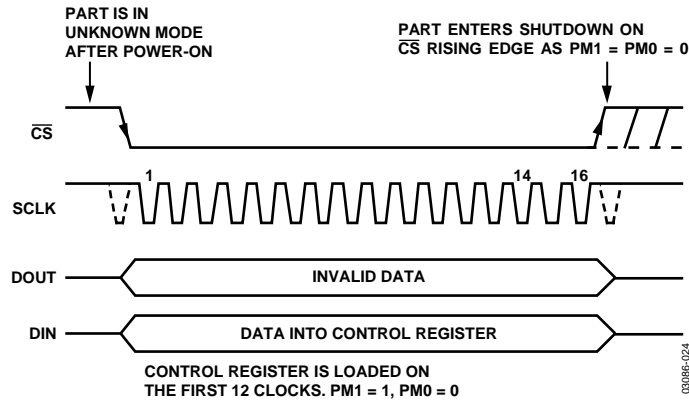 PART IS IN
UNKNOWN MODE
AFTER POWER-ON
PART ENTERS SHUTDOWN ON
CS RISING EDGE AS PM1 = PM0 = 0
CS
1
14
16
SCLK
DOUT
INVALID DATA
DIN
DATA INTO CONTROL REGISTER
CONTROL REGISTER IS LOADED ON
THE FIRST 12 CLOCKS. PM1 = 1, PM0 = 0
03086-024